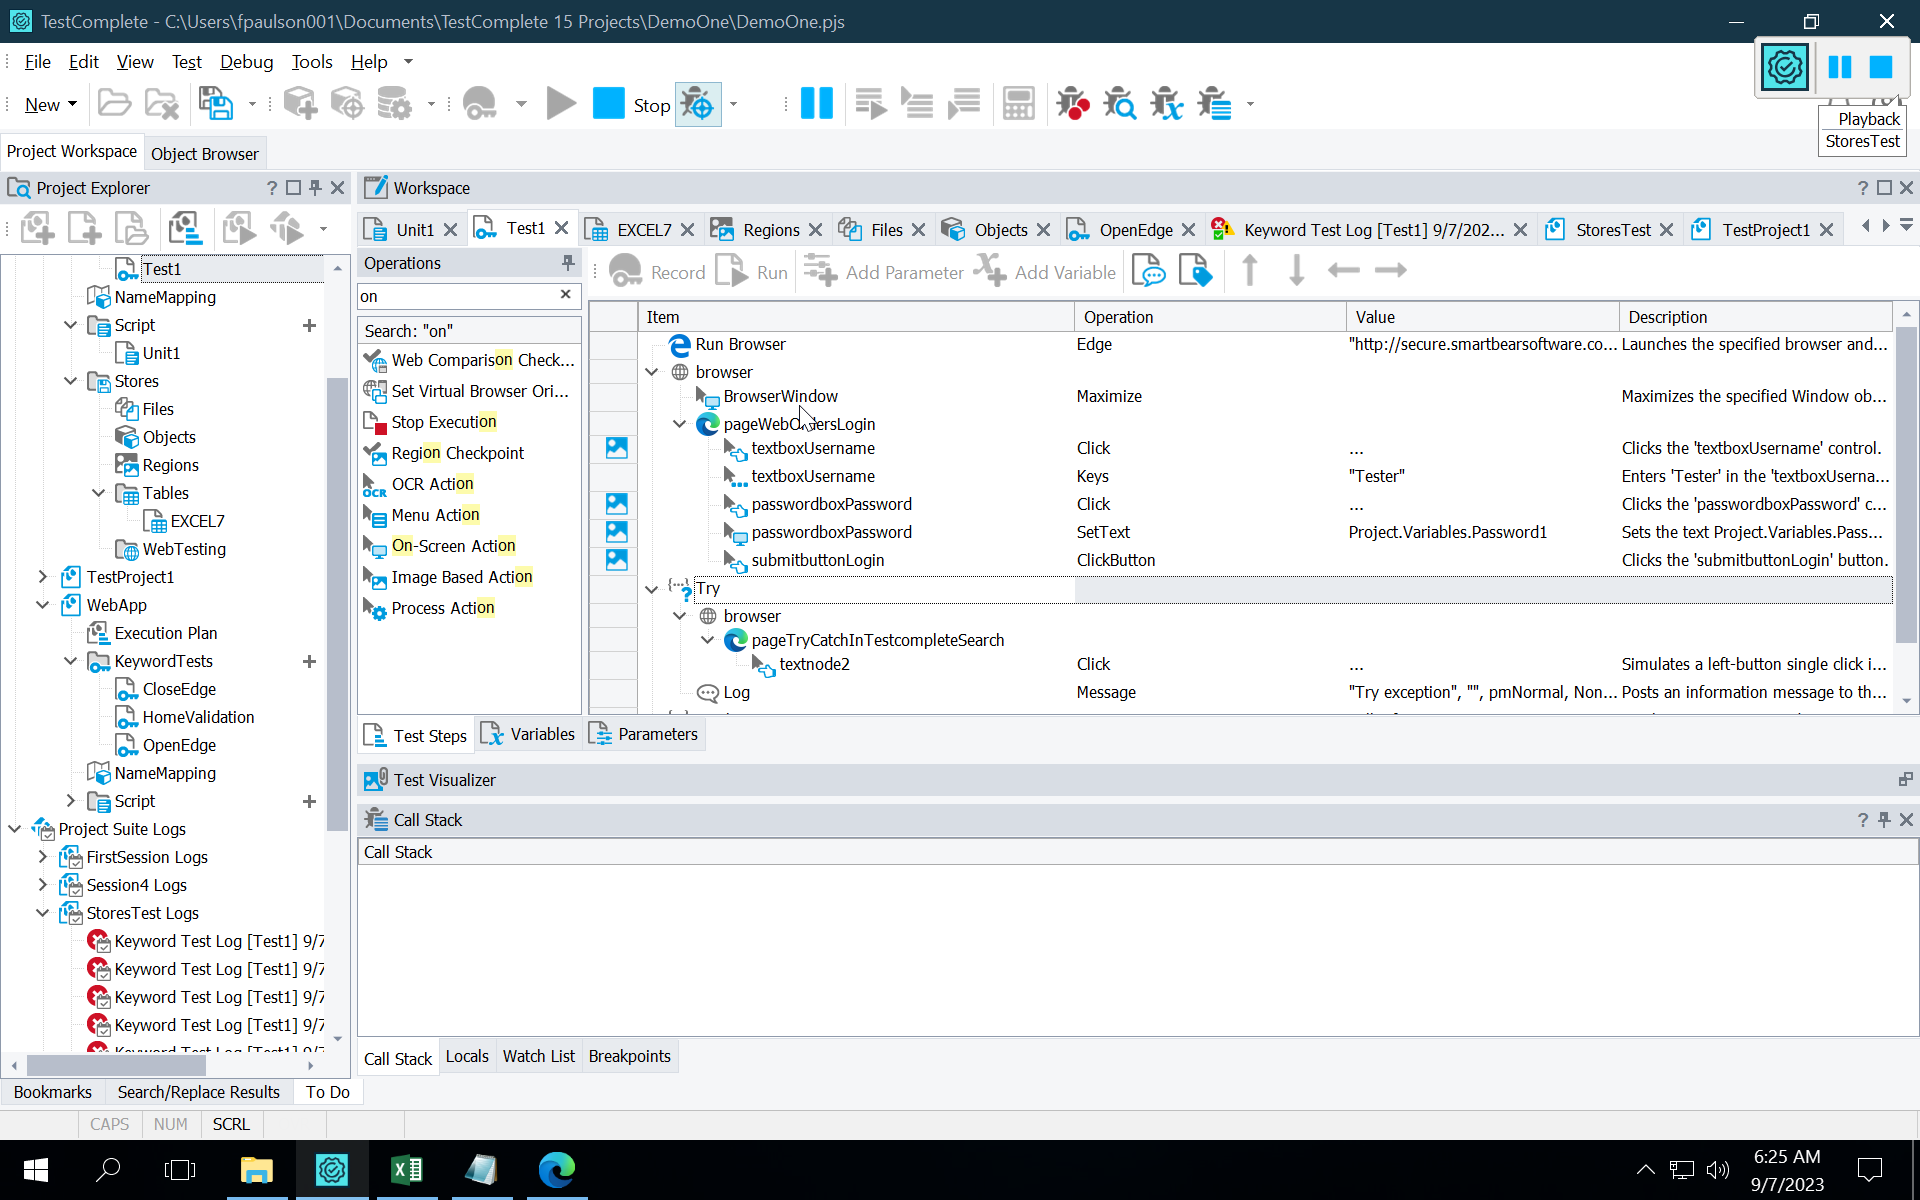 TestComplete - C:\Users\fpaulson001\Documents\TestComplete 15 Projects\DemoOne\DemoOne.pjs
File Edit View Test Debug Tools Help
New Stop
Playback
StoresTest
Project Workspace Object Browser
Project Explorer
Workspace
Unit1 Test1 EXCEL7 Regions Files Objects OpenEdge Keyword Test Log [Test1] 9/7/202... StoresTest TestProject1
Operations
Record Run Add Parameter Add Variable
on
Search: "on"
Web Comparison Check...
Set Virtual Browser Ori...
Stop Execution
Region Checkpoint
OCR Action
Menu Action
On-Screen Action
Image Based Action
Process Action
Item Operation Value Description
Run Browser Edge "http://secure.smartbearsoftware.co... Launches the specified browser and...
browser
BrowserWindow Maximize Maximizes the specified Window ob...
textboxUsername Click ... Clicks the 'textboxUsername' control.
textboxUsername Keys "Tester" Enters 'Tester' in the 'textboxUserna...
passwordboxPassword Click ... Clicks the 'passwordboxPassword' c...
passwordboxPassword SetText Project.Variables.Password1 Sets the text Project.Variables.Pass...
submitbuttonLogin ClickButton Clicks the 'submitbuttonLogin' button.
Try
browser
pageTryCatchInTestcompleteSearch
textnode2 Click ... Simulates a left-button single click i...
Log Message "Try exception", "", pmNormal, Non... Posts an information message to th...
Test1
NameMapping
Script
Unit1
Stores
Files
Objects
Regions
Tables
EXCEL7
WebTesting
TestProject1
WebApp
Execution Plan
KeywordTests
CloseEdge
HomeValidation
OpenEdge
NameMapping
Script
Project Suite Logs
FirstSession Logs
Session4 Logs
StoresTest Logs
Keyword Test Log [Test1] 9/7
Keyword Test Log [Test1] 9/7
Keyword Test Log [Test1] 9/7
Keyword Test Log [Test1] 9/7
Test Steps Variables Parameters
Test Visualizer
Call Stack
Call Stack
Call Stack Locals Watch List Breakpoints
Bookmarks Search/Replace Results To Do
CAPS NUM SCRL
6:25 AM
9/7/2023